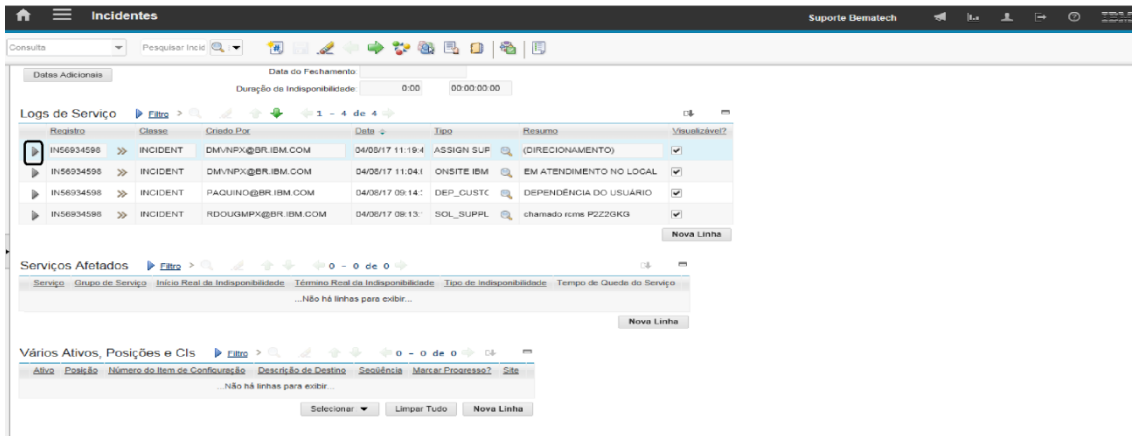 Incidentes Suporte Bematech
Consulta Pesquisar Incid
Datas Adicionais Data do Fechamento
Duração da Indisponibilidade: 0:00 00:00:00:00
Logs de Serviço Filtro > 1 - 4 de 4
Registro Classe Criado Por Data Tipo Resumo Visualizável?
IN56934598 >> INCIDENT DMVNPX@BR.IBM.COM 04/08/17 11:19:4 ASSIGN SUP (DIRECIONAMENTO)
IN56934598 >> INCIDENT DMVNPX@BR.IBM.COM 04/08/17 11:04:( ONSITE IBM EM ATENDIMENTO NO LOCAL
IN56934598 >> INCIDENT PAQUINO@BR.IBM.COM 04/08/17 09:14: DEP_CUSTC DEPENDÊNCIA DO USUÁRIO
IN56934598 >> INCIDENT RDOUGMPX@BR.IBM.COM 04/08/17 09:13: SOL_SUPPL chamado rcms P2Z2GKG
Nova Linha
Serviços Afetados Filtro > 0 - 0 de 0
Serviço Grupo de Serviço Início Real da Indisponibilidade Término Real da Indisponibilidade Tipo de Indisponibilidade Tempo de Queda do Serviço
...Não há linhas para exibir...
Nova Linha
Vários Ativos, Posições e CIs Filtro > 0 - 0 de 0
Ativo Posição Número do Item de Configuração Descrição de Destino Seqüência Marcar Progresso? Site
...Não há linhas para exibir...
Selecionar Limpar Tudo Nova Linha